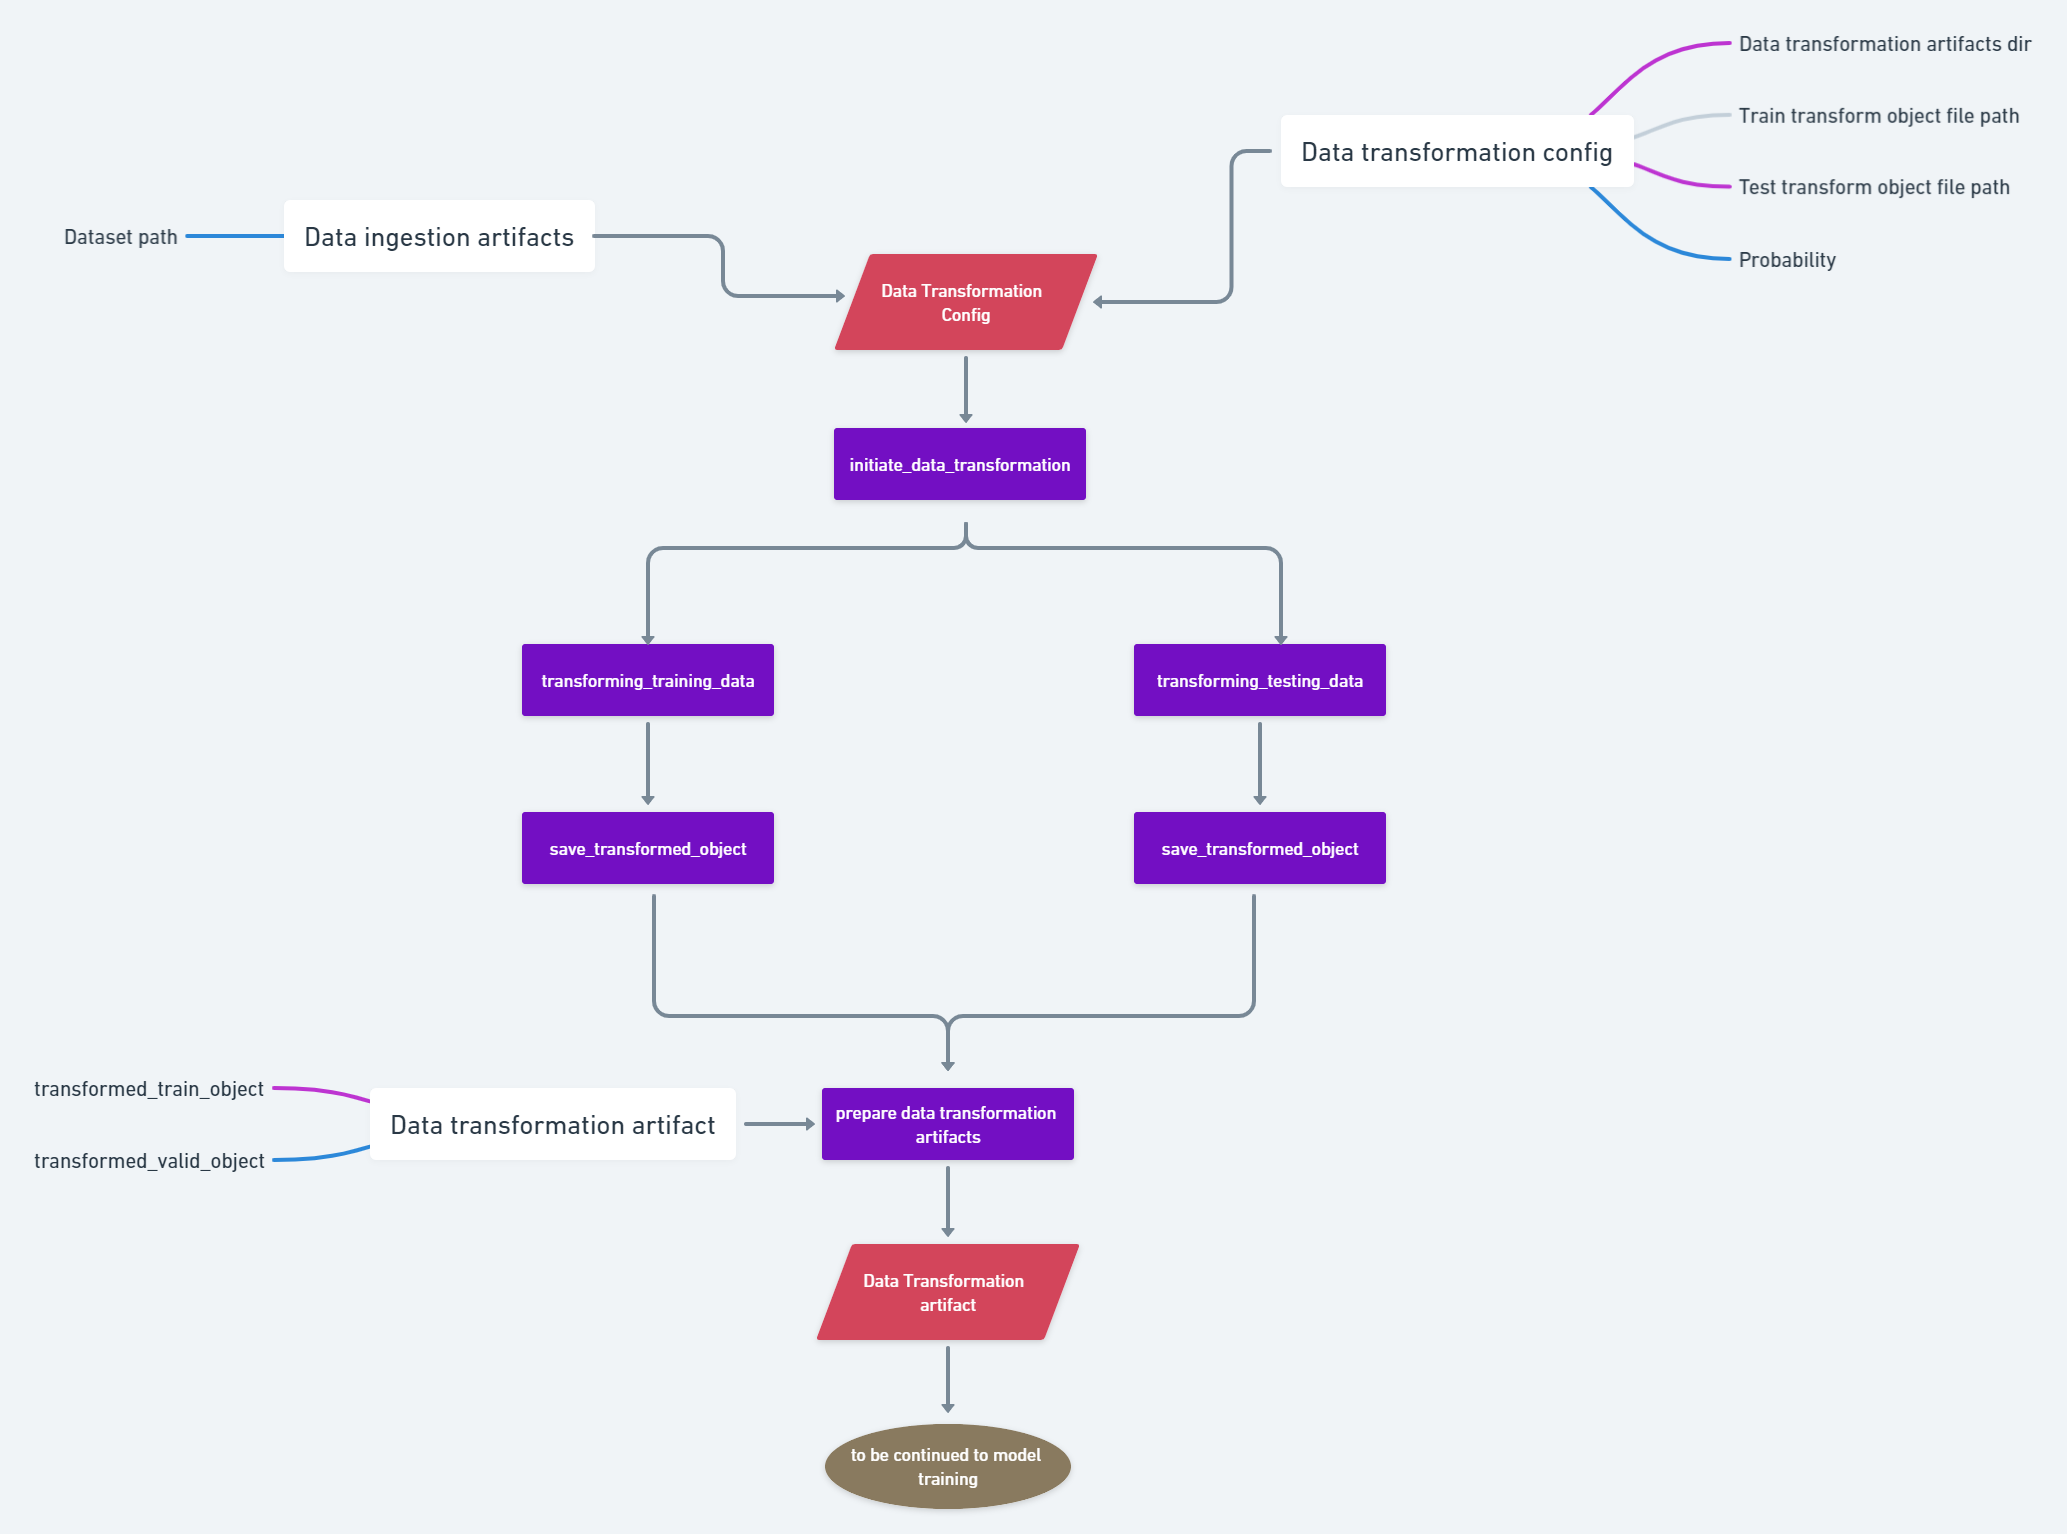 Data transformation artifacts dir
Train transform object file path
Data transformation config
Test transform object file path
Dataset path
Data ingestion artifacts
Probability
Data Transformation
Config
initiate_data_transformation
transforming_training_data
transforming_testing_data
save_transformed_object
save_transformed_object
transformed_train_object
Data transformation artifact
transformed_valid_object
prepare data transformation
artifacts
Data Transformation
artifact
to be continued to model
training